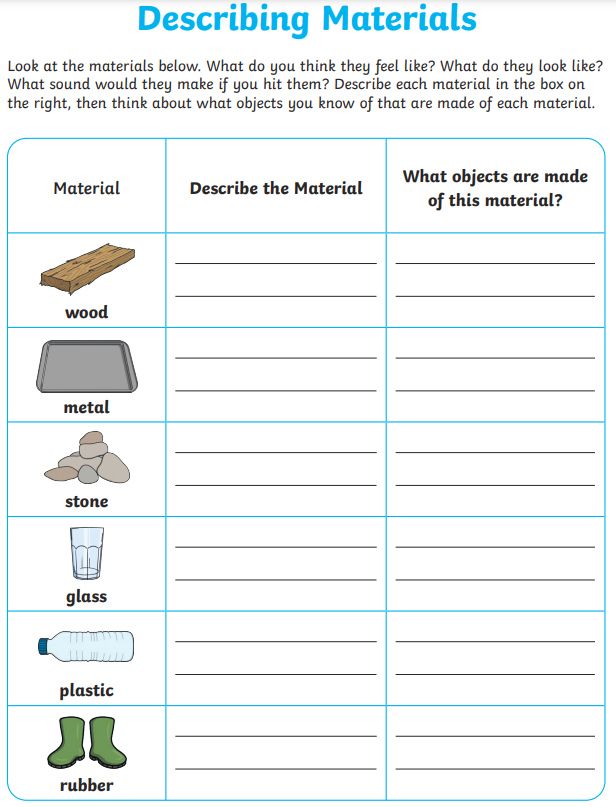 Describing Materials
Look at the materials below. What do you think they feel like? What do they look like?
What sound would they make if you hit them? Describe each material in the box on
the right, then think about what objects you know of that are made of each material.
Material
Describe the Material
What objects are made
of this material?
wood
metal
stone
glass
plastic
rubber